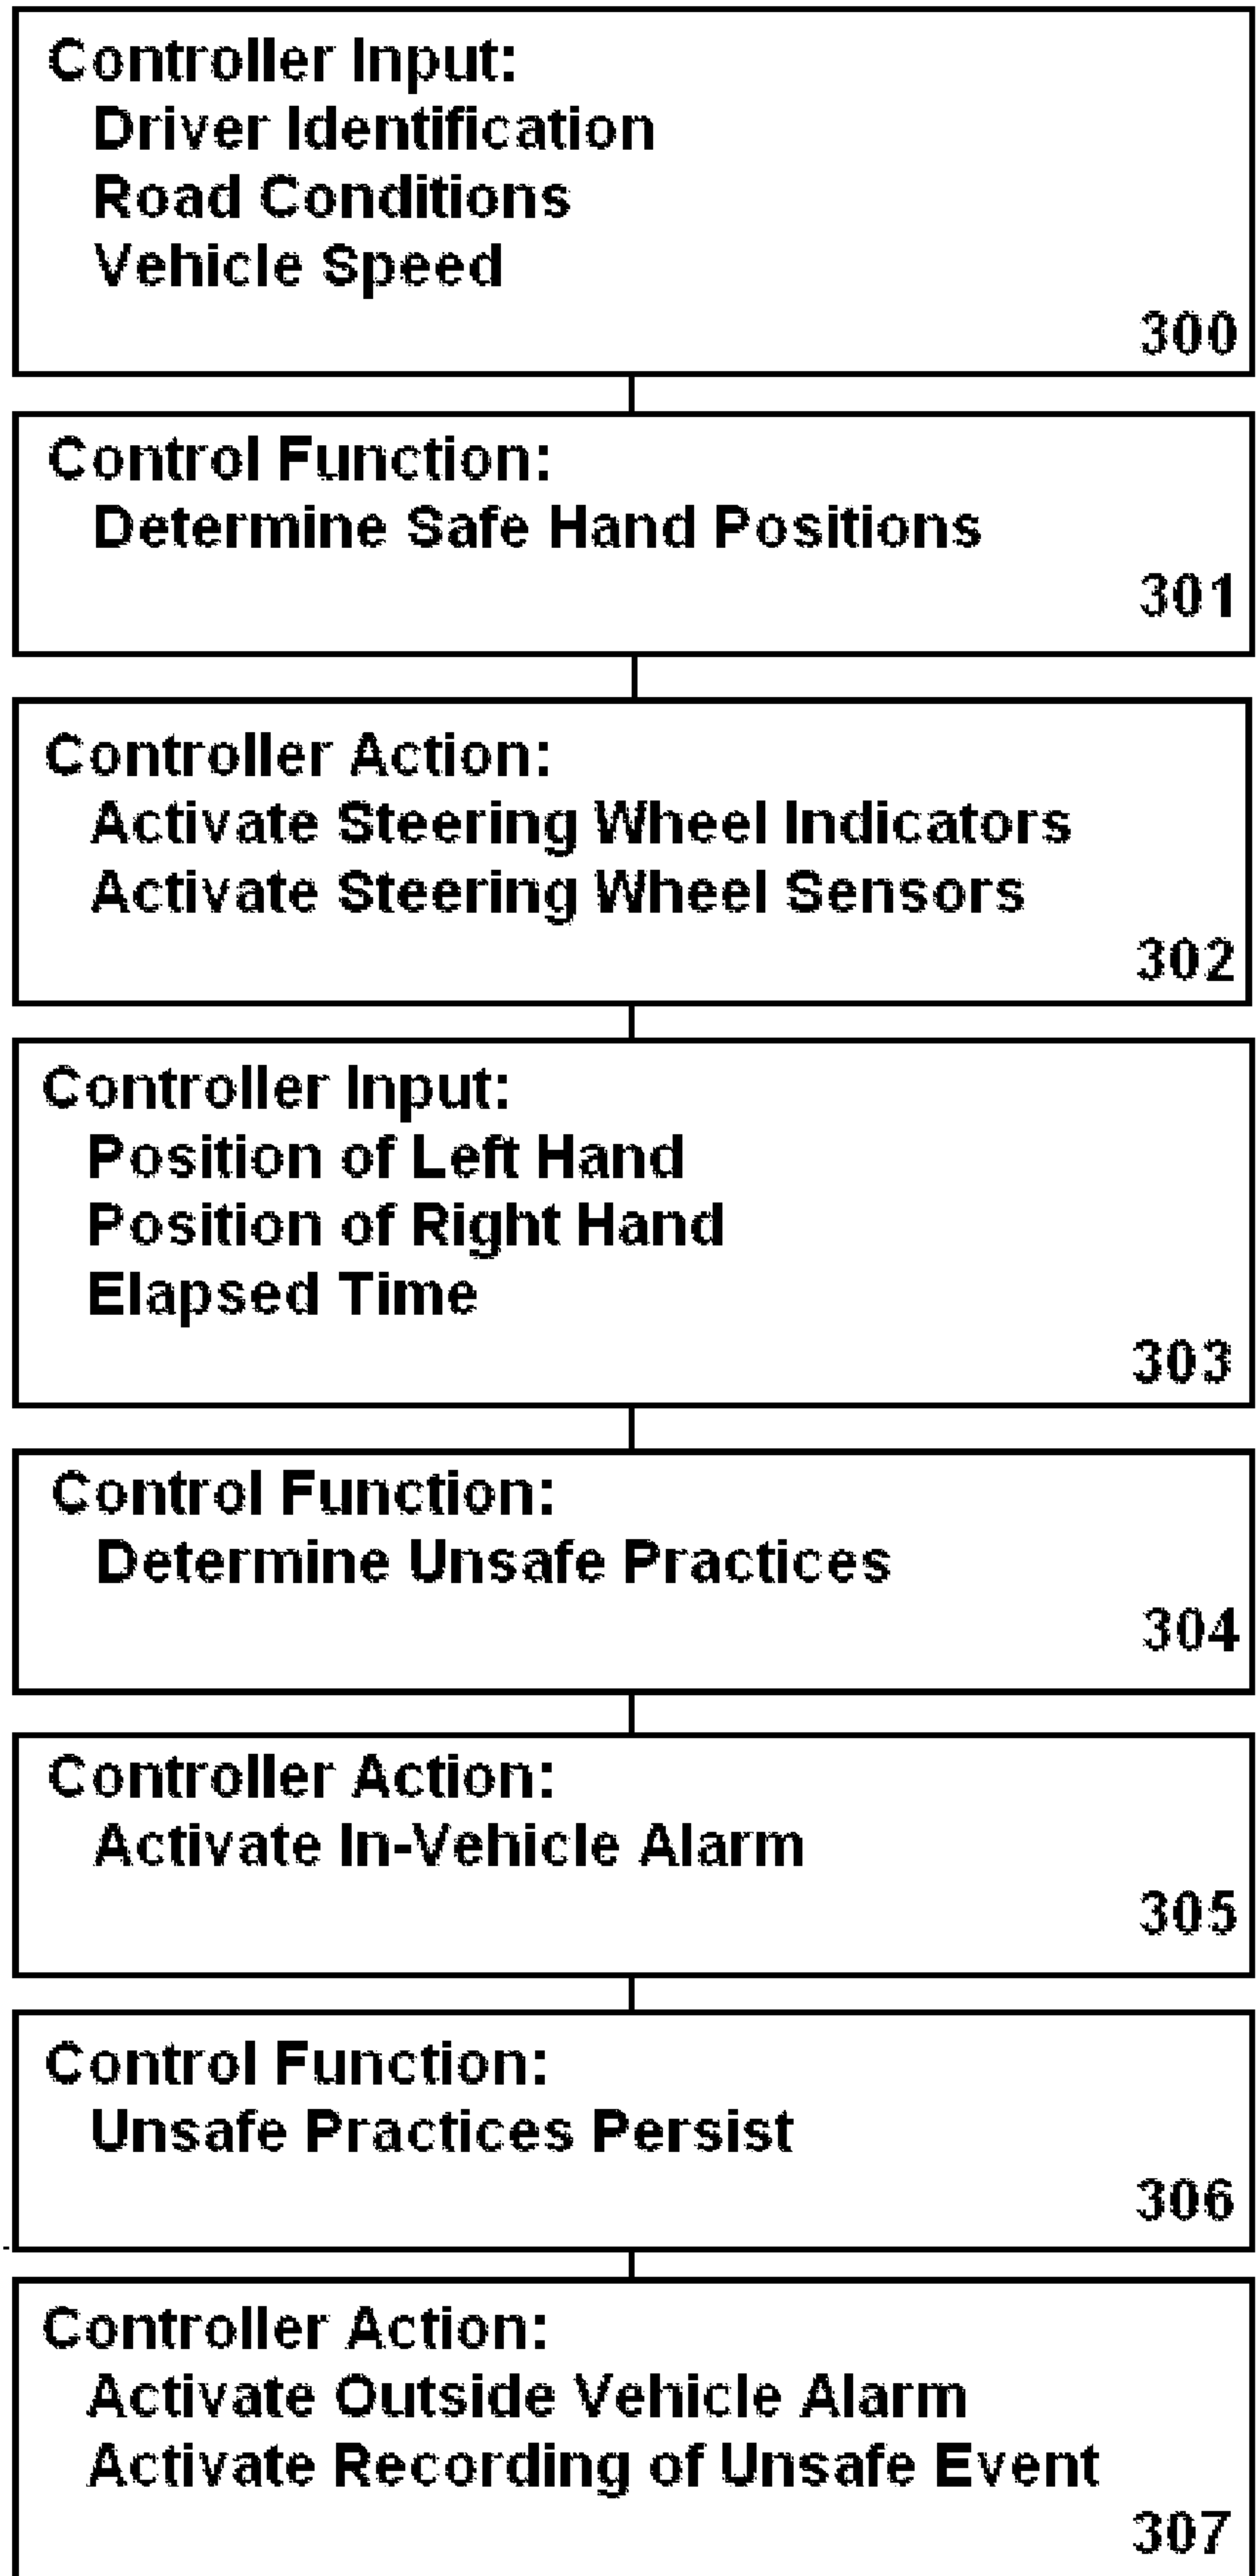 Controller Input:
Driver Identification
Road Conditions
Vehicle Speed
300
Control Function:
Determine Safe Hand Positions
301
Controller Action:
Activate Steering Wheel Indicators
Activate Steering Wheel Sensors
302
Controller Input:
Position of Left Hand
Position of Right Hand
Elapsed Time
303
Control Function:
Determine Unsafe Practices
304
Controller Action:
Activate In-Vehicle Alarm
305
Control Function:
Unsafe Practices Persist
306
Controller Action:
Activate Outside Vehicle Alarm
Activate Recording of Unsafe Event
307